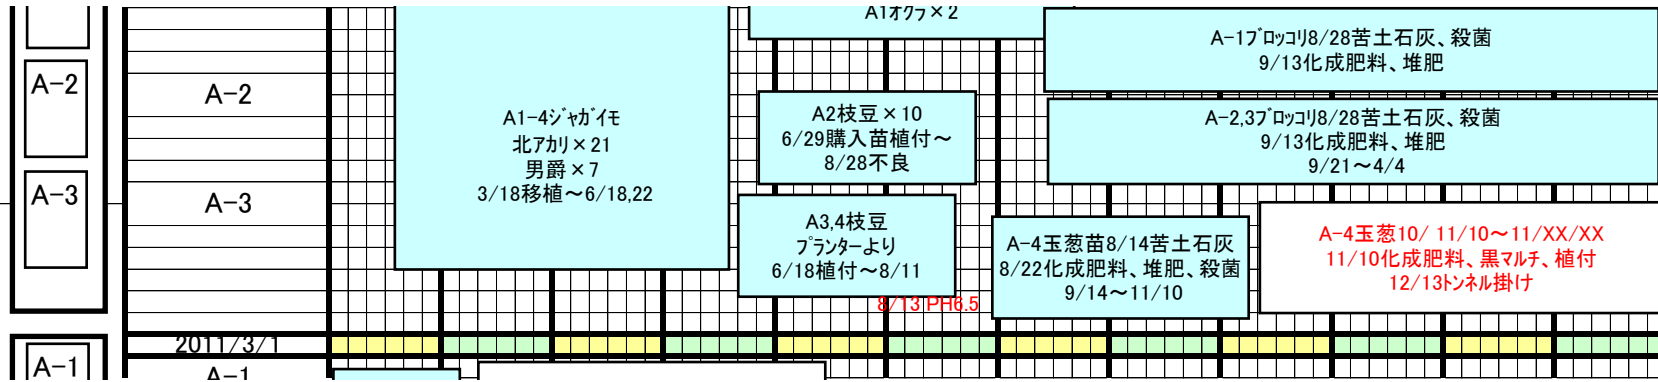 A1ｵｸﾗ×2
A-1ﾌﾞﾛｯｺﾘ8/28苦土石灰、殺菌
9/13化成肥料、堆肥
A-2
A-2
A1-4ｼﾞｬｶﾞｲﾓ
北ｱｶﾘ×21
男爵×7
3/18移植～6/18,22
A2枝豆×10
6/29購入苗植付～
8/28不良
A-2,3ﾌﾞﾛｯｺﾘ8/28苦土石灰、殺菌
9/13化成肥料、堆肥
9/21～4/4
A-3
A-3
A3,4枝豆
ﾌﾟﾗﾝﾀｰより
6/18植付～8/11
8/13 PH6.5
A-4玉葱苗8/14苦土石灰
8/22化成肥料、堆肥、殺菌
9/14～11/10
A-4玉葱10/ 11/10～11/XX/XX
11/10化成肥料、黒ﾏﾙﾁ、植付
12/13ﾄﾝﾈﾙ掛け
2011/3/1
A-1
A-1